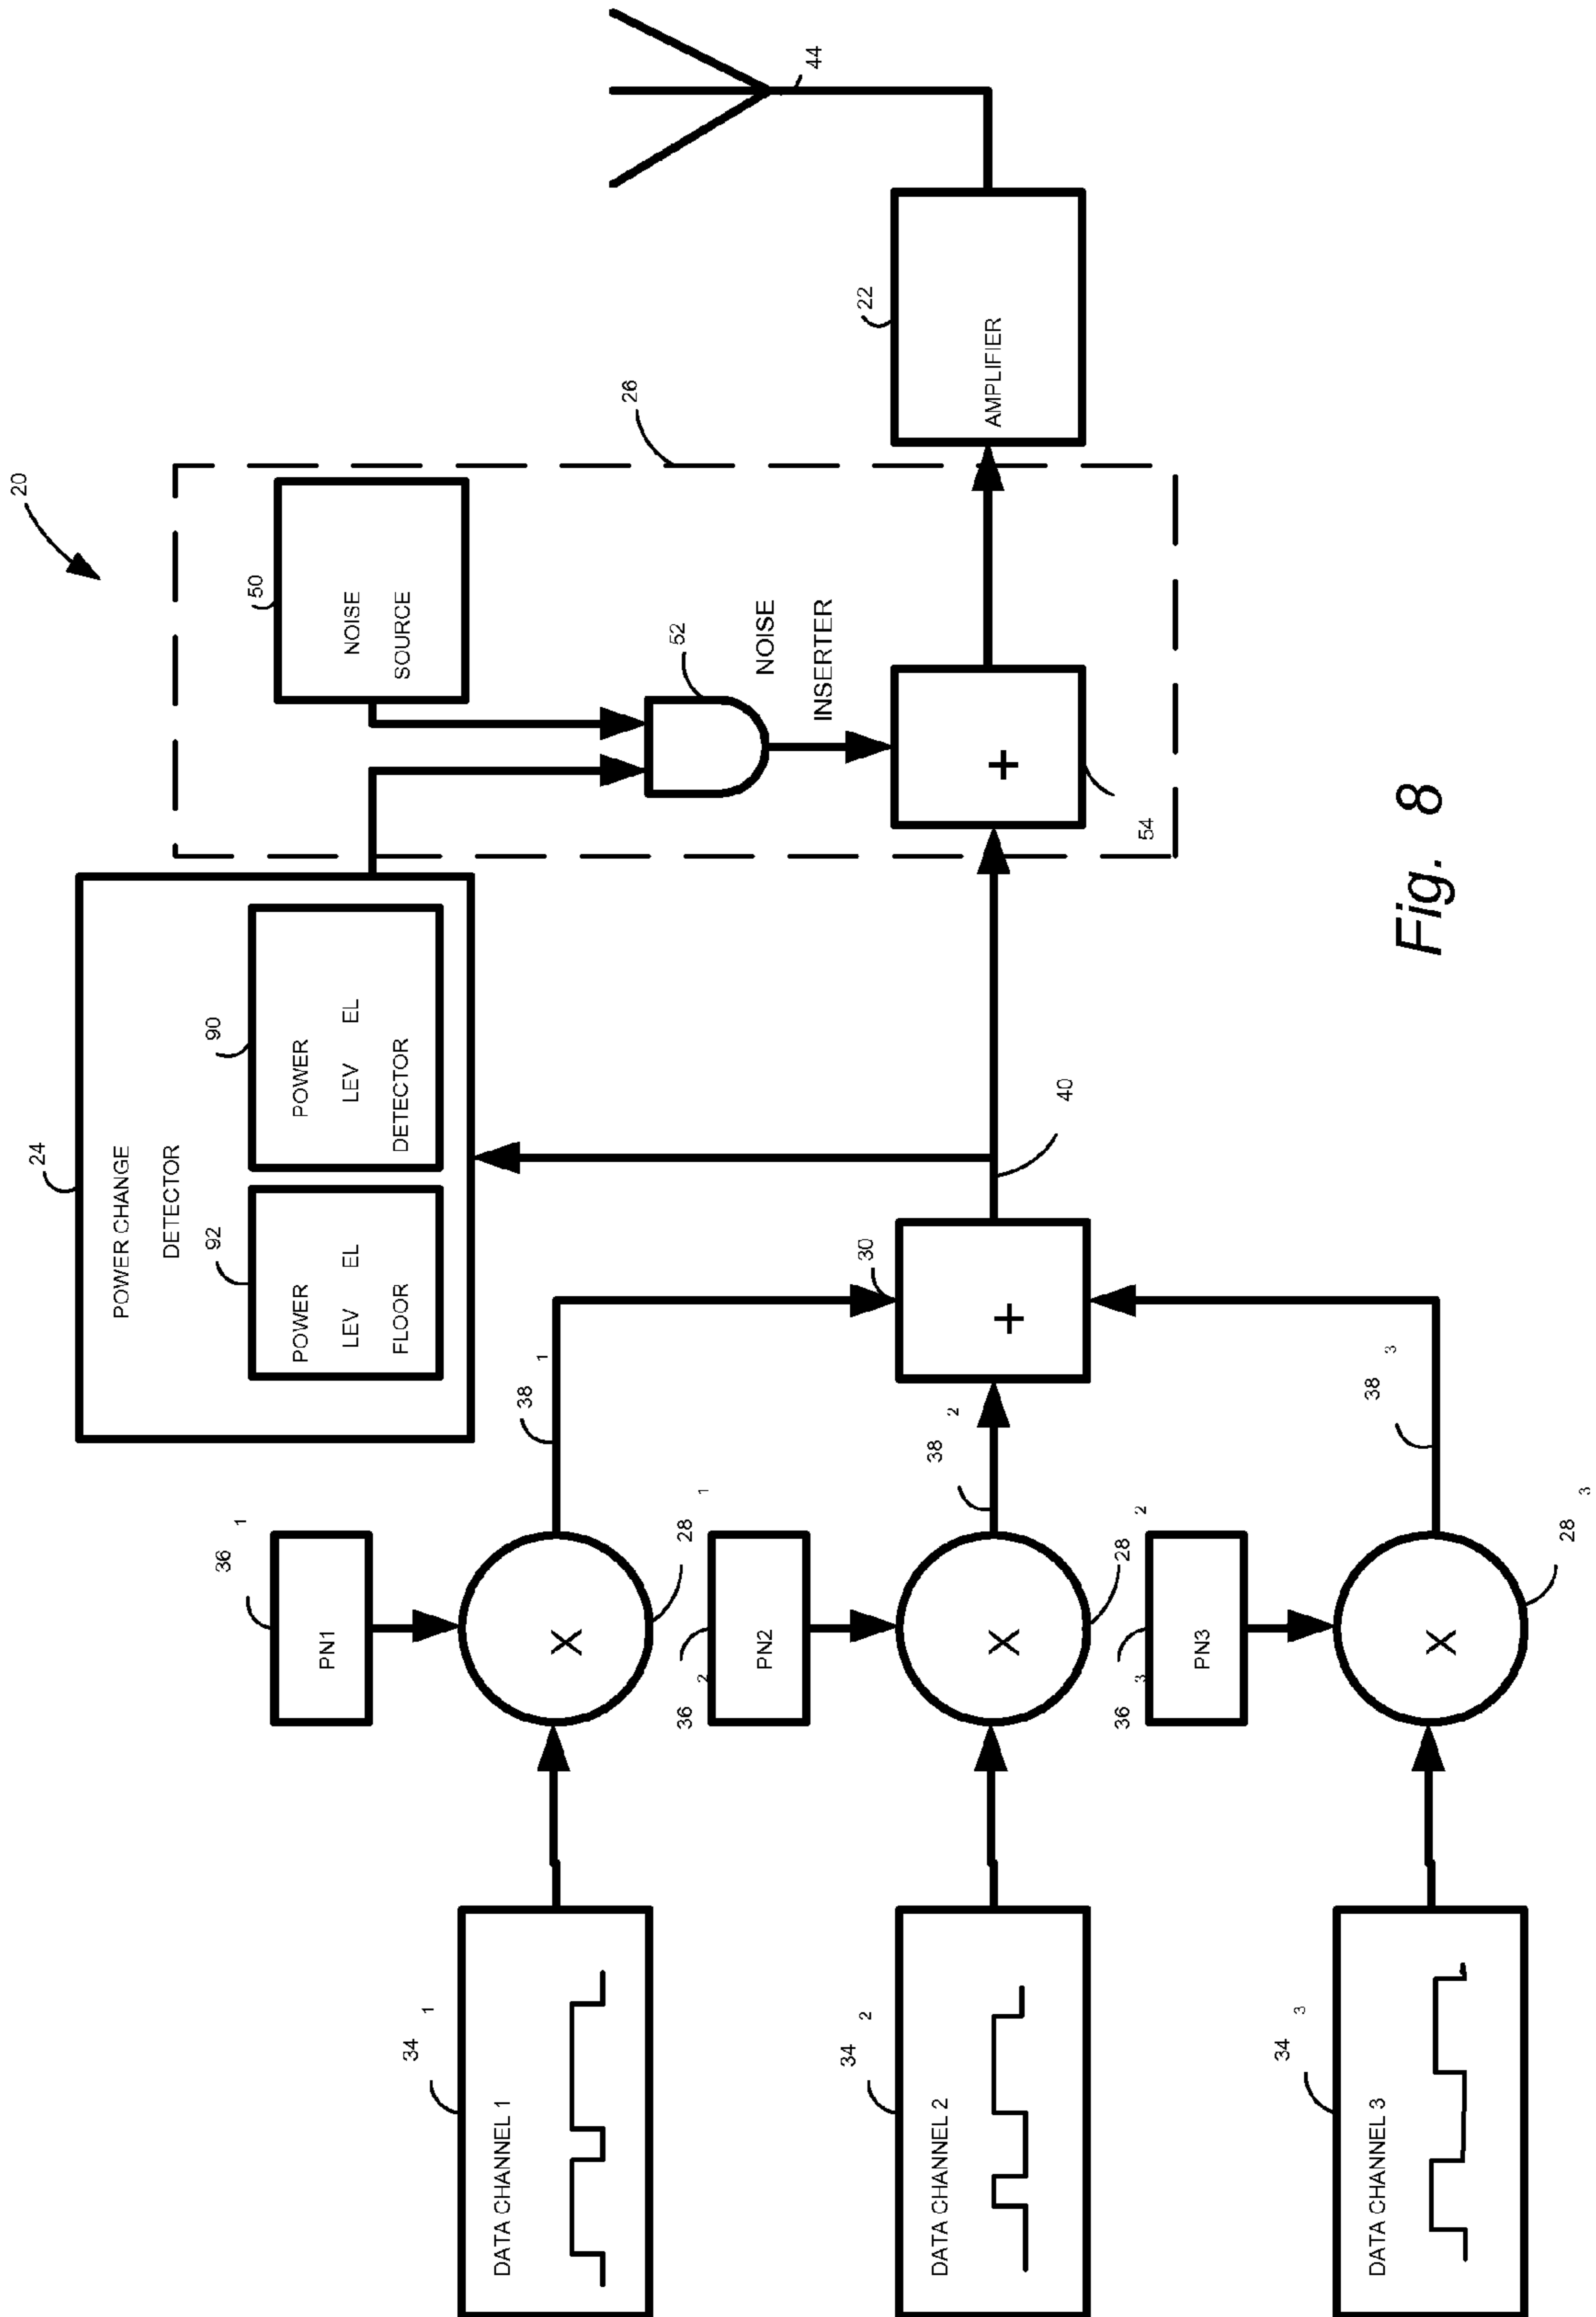 20
24
POWER CHANGE
DETECTOR
92
POWER
LEV EL
FLOOR
90
POWER
LEV EL
DETECTOR
50
NOISE
SOURCE
26
52
NOISE
INSERTER
+
54
22
AMPLIFIER
44
36 1
PN1
X
28 1
38 1
34 1
DATA CHANNEL 1
36 2
PN2
X
28 2
38 2
34 2
DATA CHANNEL 2
30
+
40
36 3
PN3
X
28 3
38 3
34 3
DATA CHANNEL 3
Fig. 8